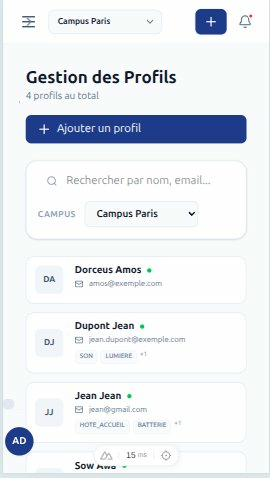 Campus Paris
Gestion des Profils
4 profils au total
Ajouter un profil
Rechercher par nom, email...
CAMPUS
Campus Paris
DA
Dorceus Amos
amos@exemple.com
DJ
Dupont Jean
jean.dupont@exemple.com
SON
LUMIERE
+1
JJ
Jean Jean
jean@gmail.com
HOTE_ACCUEIL
BATTERIE
+1
AD
15 ms
Sow Awa